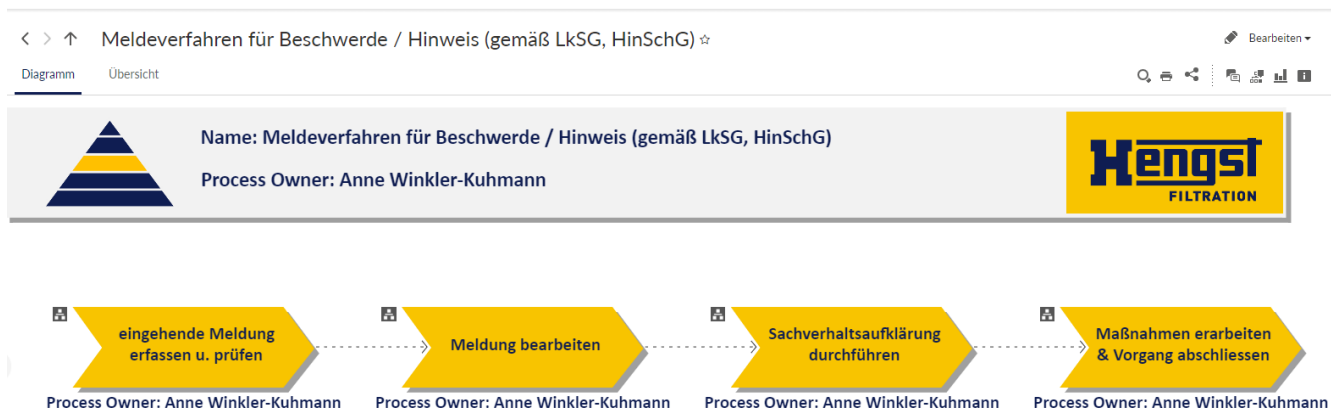 Meldeverfahren für Beschwerde / Hinweis (gemäß LkSG, HinSchG)
Bearbeiten
Diagramm Übersicht
Name: Meldeverfahren für Beschwerde / Hinweis (gemäß LkSG, HinSchG)
Process Owner: Anne Winkler-Kuhmann
Hengst
FILTRATION
eingehende Meldung
erfassen u. prüfen
Meldung bearbeiten
Sachverhaltsaufklärung
durchführen
Maßnahmen erarbeiten
& Vorgang abschliessen
Process Owner: Anne Winkler-Kuhmann
Process Owner: Anne Winkler-Kuhmann
Process Owner: Anne Winkler-Kuhmann
Process Owner: Anne Winkler-Kuhmann